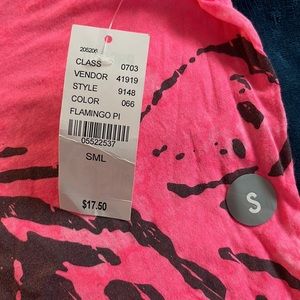 205206
CLASS 0703
VENDOR 41919
STYLE 9148
COLOR 066
FLAMINGO PI
05522537
SML
$17.50
S